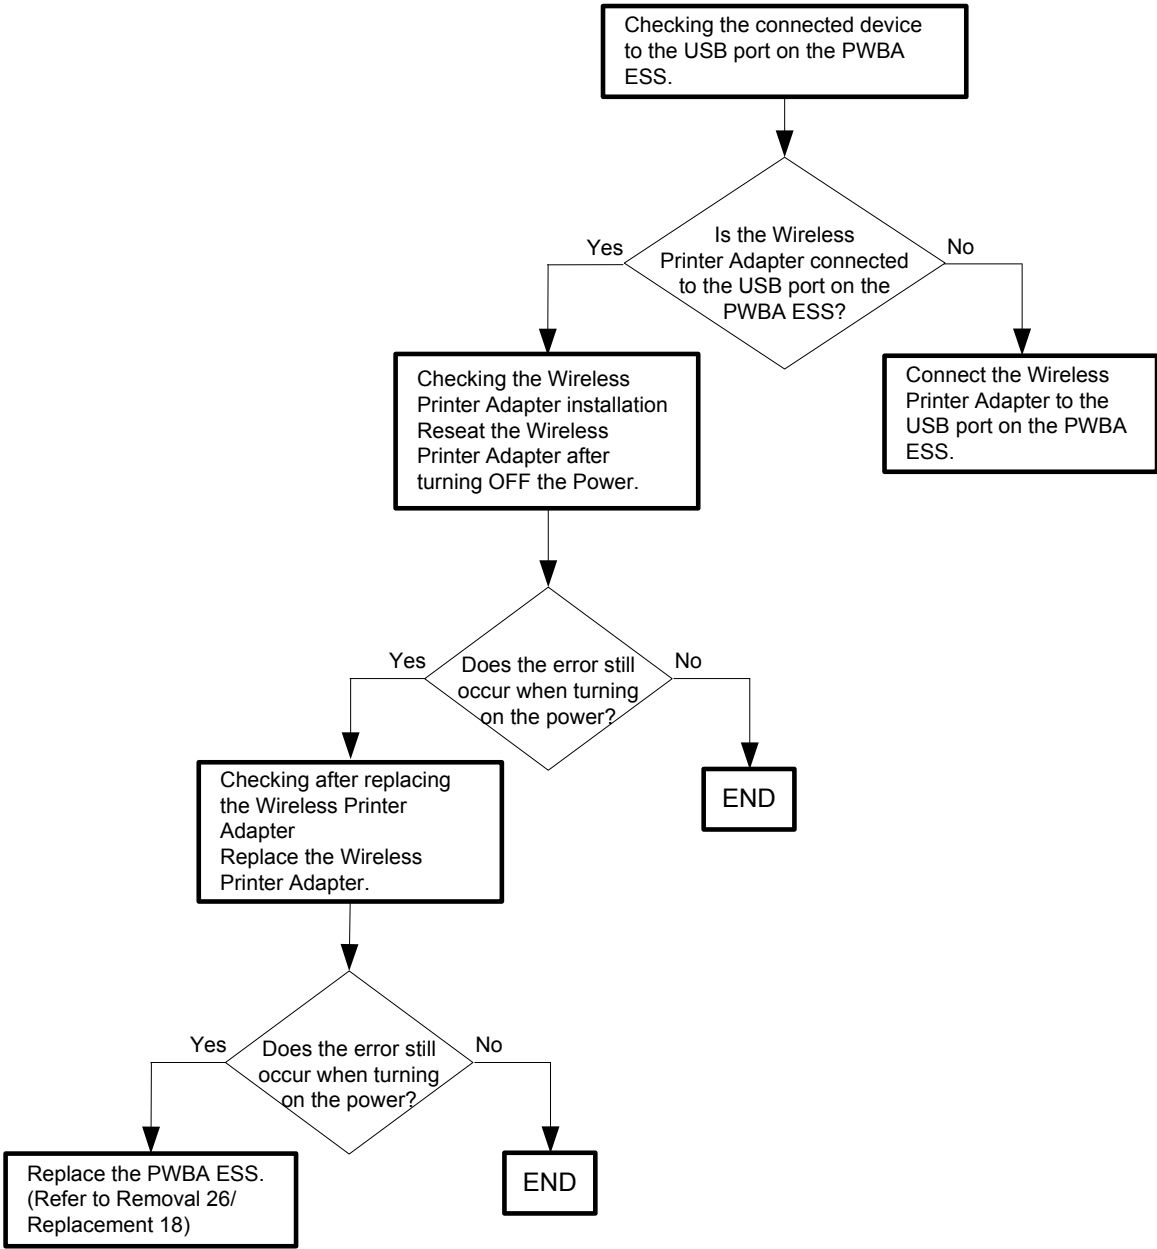 Checking the connected device
to the USB port on the PWBA
ESS.
Is the Wireless
Printer Adapter connected
to the USB port on the
PWBA ESS?
Yes
No
Checking the Wireless
Printer Adapter installation
Reseat the Wireless
Printer Adapter after
turning OFF the Power.
Connect the Wireless
Printer Adapter to the
USB port on the PWBA
ESS.
Does the error still
occur when turning
on the power?
Yes
No
Checking after replacing
the Wireless Printer
Adapter
Replace the Wireless
Printer Adapter.
END
Does the error still
occur when turning
on the power?
Yes
No
Replace the PWBA ESS.
(Refer to Removal 26/
Replacement 18)
END